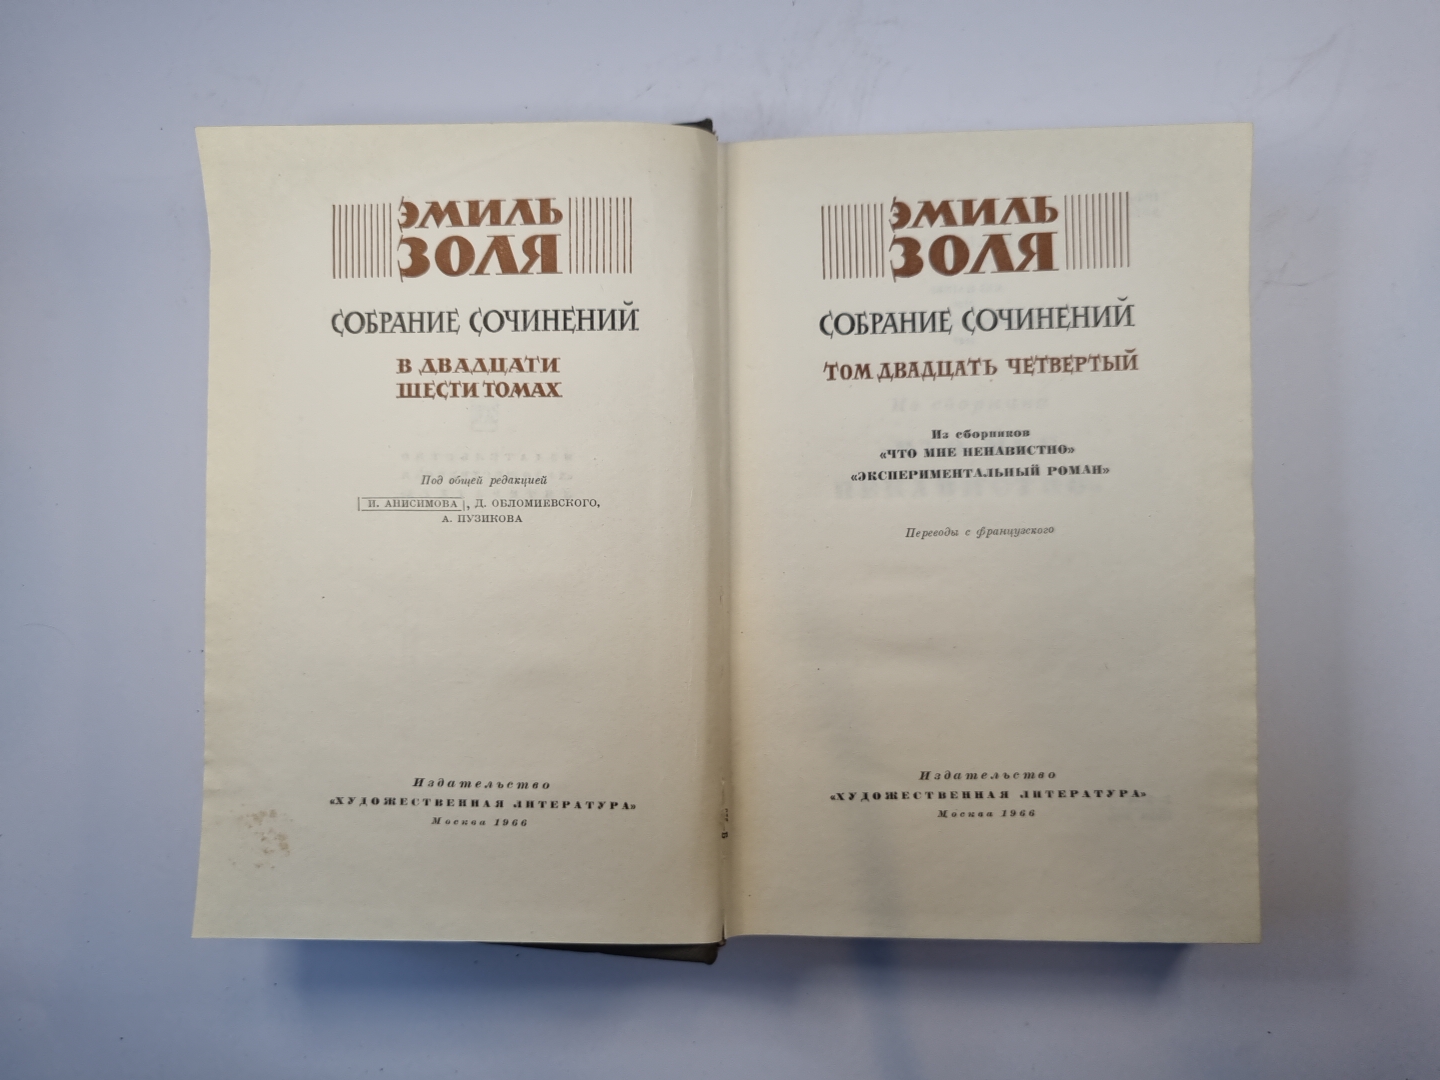 ЭМИЛЬ
ЗОЛЯ
СОБРАНИЕ СОЧИНЕНИЙ
В ДВАДЦАТИ
ШЕСТИ ТОМАХ
Под общей редакцией
И. АНИСИМОВА, Д. ОБЛОМИЕВСКОГО,
А. ПУЗИКОВА
Издательство
«ХУДОЖЕСТВЕННАЯ ЛИТЕРАТУРА»
Москва 1966
ЭМИЛЬ
ЗОЛЯ
СОБРАНИЕ СОЧИНЕНИЙ
ТОМ ДВАДЦАТЬ ЧЕТВЕРТЫЙ
Из сборников
«ЧТО МНЕ НЕНАВИСТНО»
«ЭКСПЕРИМЕНТАЛЬНЫЙ РОМАН»
Переводы с французского
Издательство
«ХУДОЖЕСТВЕННАЯ ЛИТЕРАТУРА»
Москва 1966